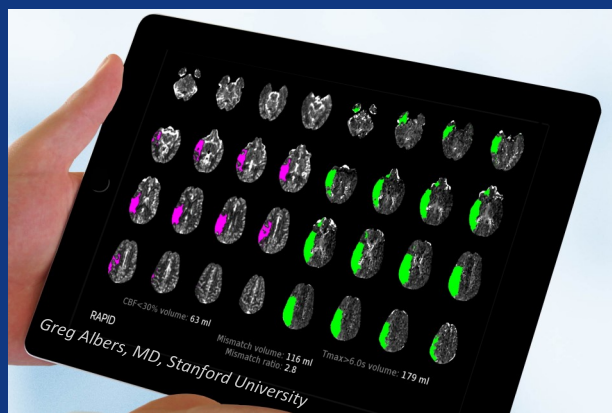 CBF<30% volume: 63 ml
Tmax>6.0s volume: 179 ml
RAPID
Mismatch volume: 116 ml
Mismatch ratio: 2.8
Greg Albers, MD, Stanford University